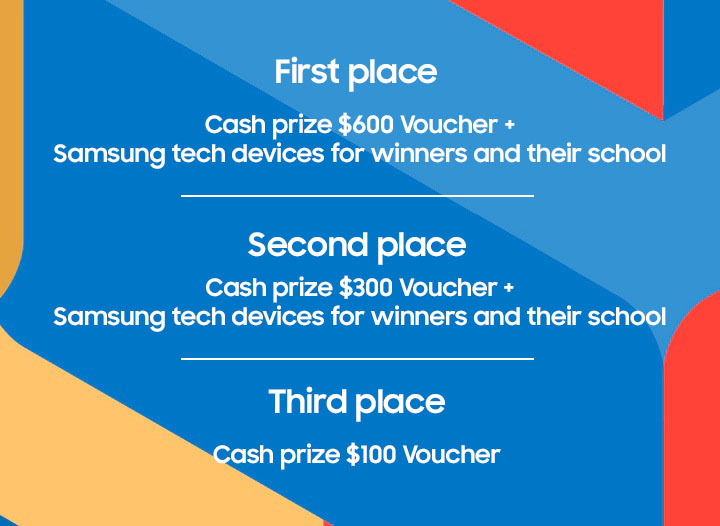 First place
Cash prize $600 Voucher +
Samsung tech devices for winners and their school
Second place
Cash prize $300 Voucher +
Samsung tech devices for winners and their school
Third place
Cash prize $100 Voucher